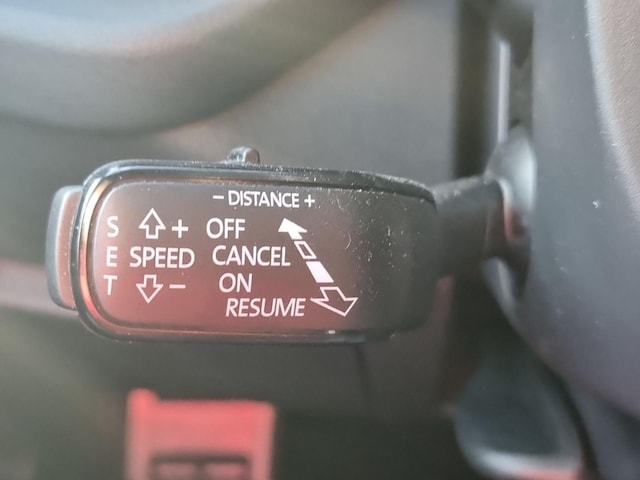 - DISTANCE +
S + OFF
E SPEED CANCEL
T - ON
RESUME